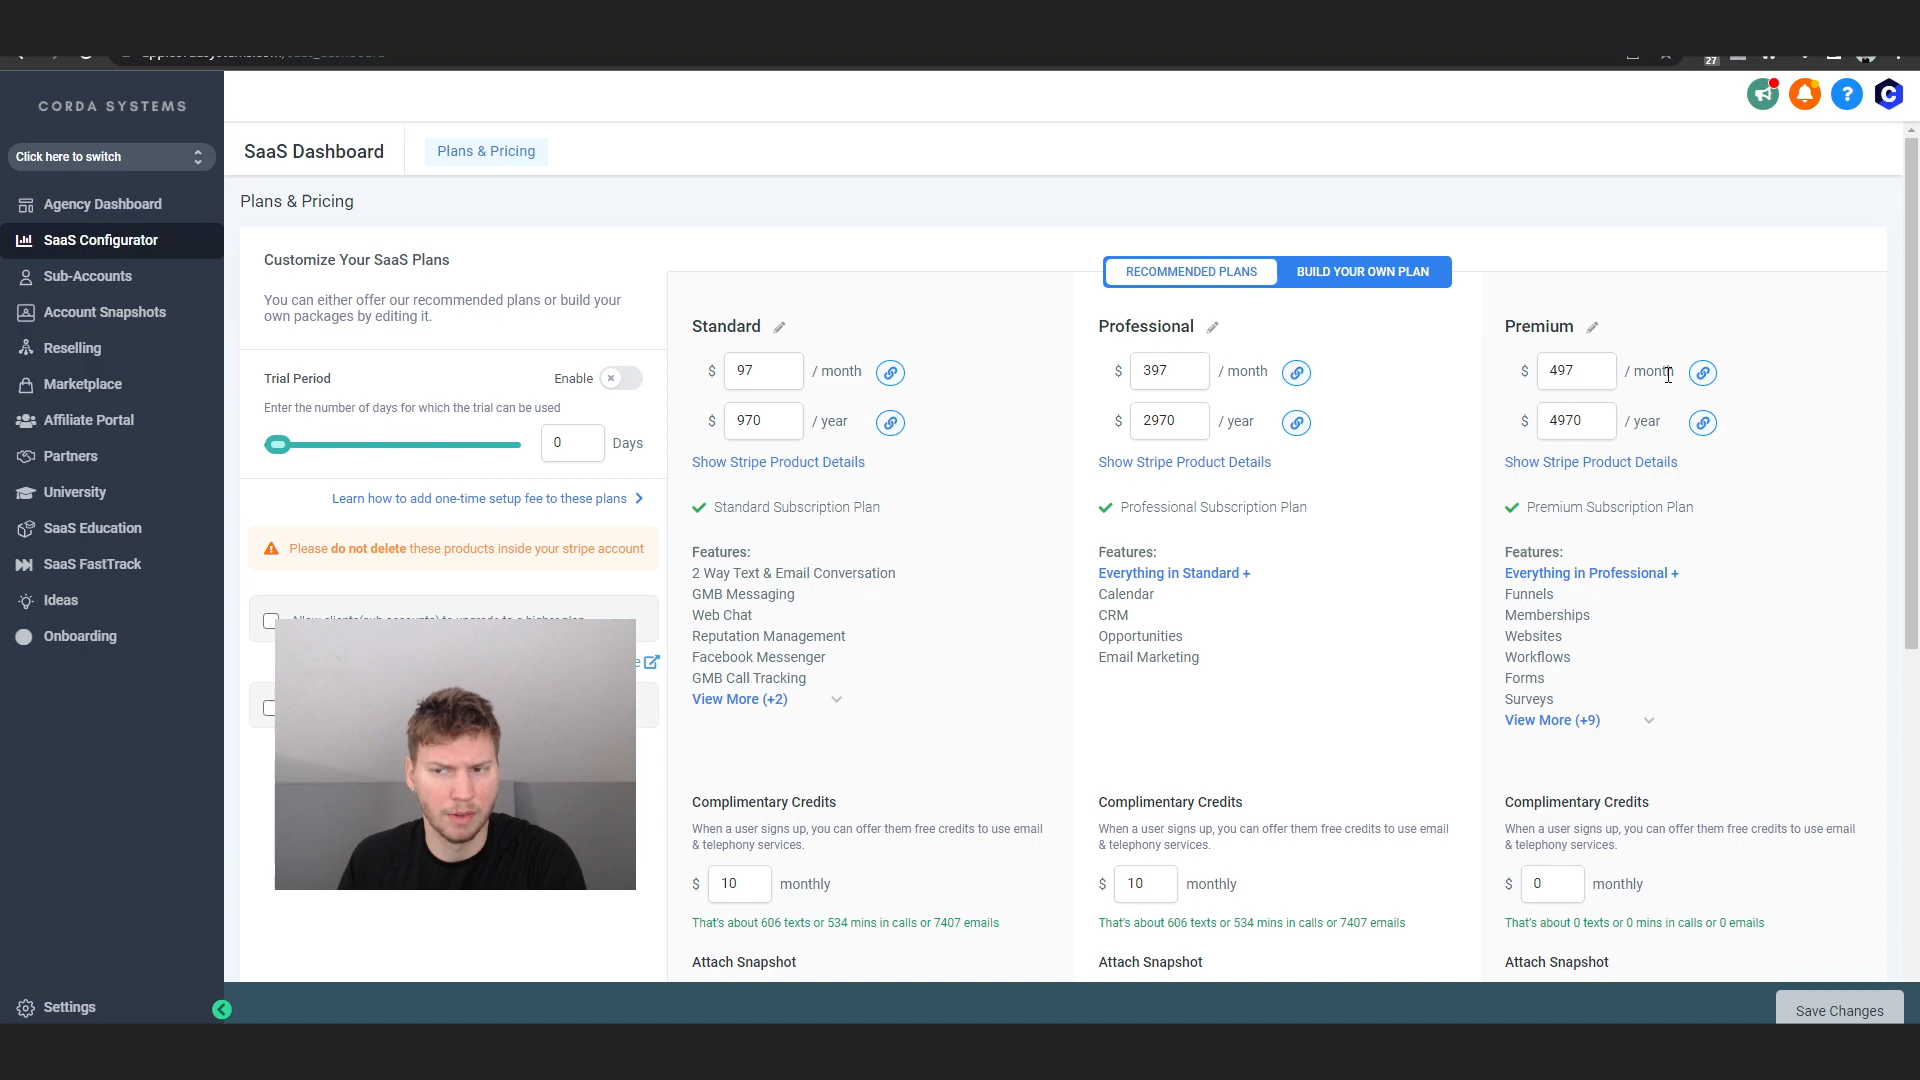 27
CORDA SYSTEMS
Click here to switch
Agency Dashboard
SaaS Configurator
Sub-Accounts
Account Snapshots
Reselling
Marketplace
Affiliate Portal
Partners
University
SaaS Education
SaaS FastTrack
Ideas
Onboarding
Settings
SaaS Dashboard
Plans & Pricing
Plans & Pricing
Customize Your SaaS Plans
You can either offer our recommended plans or build your
own packages by editing it.
Trial Period
Enable
Enter the number of days for which the trial can be used
0 Days
Learn how to add one-time setup fee to these plans
Please do not delete these products inside your stripe account
Allow clients(sub-accounts) to upgrade to a higher plan
RECOMMENDED PLANS
BUILD YOUR OWN PLAN
Standard
$ 97 / month
$ 970 / year
Show Stripe Product Details
Standard Subscription Plan
Features:
2 Way Text & Email Conversation
GMB Messaging
Web Chat
Reputation Management
Facebook Messenger
GMB Call Tracking
View More (+2)
Complimentary Credits
When a user signs up, you can offer them free credits to use email
& telephony services.
$ 10 monthly
That's about 606 texts or 534 mins in calls or 7407 emails
Attach Snapshot
Professional
$ 397 / month
$ 2970 / year
Show Stripe Product Details
Professional Subscription Plan
Features:
Everything in Standard +
Calendar
CRM
Opportunities
Email Marketing
Complimentary Credits
When a user signs up, you can offer them free credits to use email
& telephony services.
$ 10 monthly
That's about 606 texts or 534 mins in calls or 7407 emails
Attach Snapshot
Premium
$ 497 / month
$ 4970 / year
Show Stripe Product Details
Premium Subscription Plan
Features:
Everything in Professional +
Funnels
Memberships
Websites
Workflows
Forms
Surveys
View More (+9)
Complimentary Credits
When a user signs up, you can offer them free credits to use email
& telephony services.
$ 0 monthly
That's about 0 texts or 0 mins in calls or 0 emails
Attach Snapshot
Save Changes